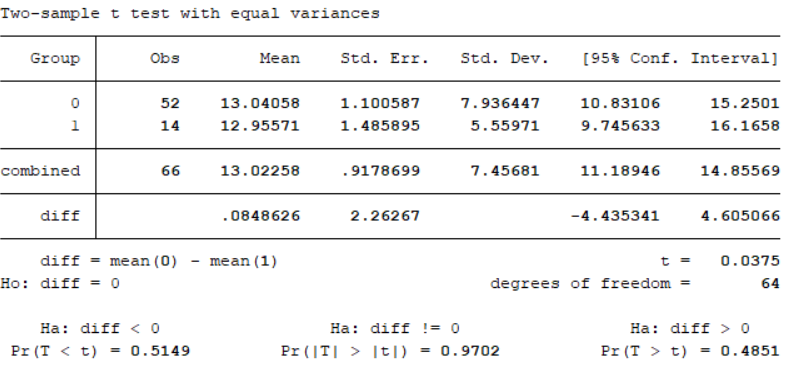 Two-sample t test with equal variances
Group Obs Mean Std. Err. Std. Dev. [95% Conf. Interval]
0 52 13.04058 1.100587 7.936447 10.83106 15.2501
1 14 12.95571 1.485895 5.55971 9.745633 16.1658
combined 66 13.02258 .9178699 7.45681 11.18946 14.85569
diff .0848626 2.26267 -4.435341 4.605066
diff = mean(0) - mean(1) t = 0.0375
Ho: diff = 0 degrees of freedom = 64
Ha: diff < 0 Ha: diff != 0 Ha: diff > 0
Pr(T < t) = 0.5149 Pr(|T| > |t|) = 0.9702 Pr(T > t) = 0.4851